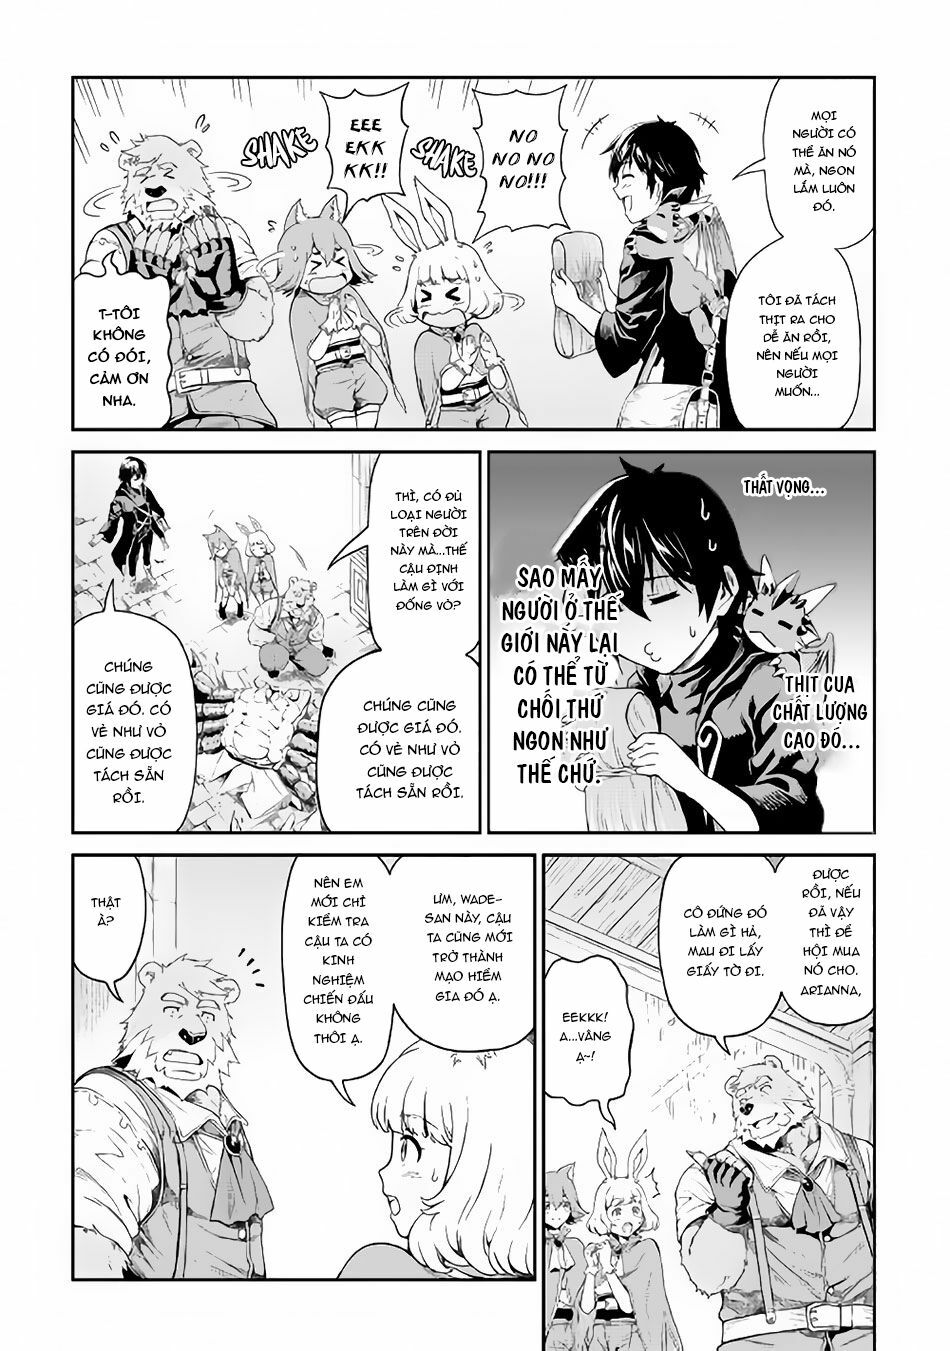 MỌI
NGƯỜI CÓ
THỂ ĂN NÓ
MÀ, NGON
LẮM LUÔN
ĐÓ.
TÔI ĐÃ TÁCH
THỊT RA CHO
DỄ ĂN RỒI,
NÊN NẾU MỌI
NGƯỜI
MUỐN...
NO
NO NO NO
NO!!!
SHAKE
EEE
EKK
KK!!
SHAKE
T-TÔI
KHÔNG
CÓ ĐÓI,
CẢM ƠN
NHA.
THẤT VỌNG...
SAO MẤY
NGƯỜI Ở THẾ
GIỚI NÀY LẠI
CÓ THỂ TỪ
CHỐI THỨ
NGON NHƯ
THẾ CHỨ.
THỊT CUA
CHẤT LƯỢNG
CAO ĐÓ...
THÌ, CÓ ĐỦ
LOẠI NGƯỜI
TRÊN ĐỜI
NÀY MÀ...THẾ
CẬU ĐỊNH
LÀM GÌ VỚI
ĐỐNG VỎ?
CHÚNG CŨNG
ĐƯỢC GIÁ ĐÓ.
CÓ VẺ NHƯ VỎ
CŨNG ĐƯỢC
TÁCH SẴN RỒI.
CHÚNG
CŨNG ĐƯỢC
GIÁ ĐÓ. CÓ
VẺ NHƯ VỎ
CŨNG ĐƯỢC
TÁCH SẴN
RỒI.
ĐƯỢC
RỒI, NẾU
ĐÃ VẬY
THÌ ĐỂ
HỘI MUA
NÓ CHO.
ARIANNA,
CÔ ĐỨNG ĐÓ
LÀM GÌ HẢ,
MAU ĐI LẤY
GIẤY TỜ ĐI.
EEKKK!
A...VÂNG
Ạ~!
ƯM, WADE-
SAN NÀY, CẬU
TA CŨNG MỚI
TRỞ THÀNH
MẠO HIỂM
GIA ĐÓ Ạ.
NÊN EM
MỚI CHỈ
KIỂM TRA
CẬU TA CÓ
KINH
NGHIỆM
CHIẾN ĐẤU
KHÔNG
THÔI Ạ.
THẬT
À?